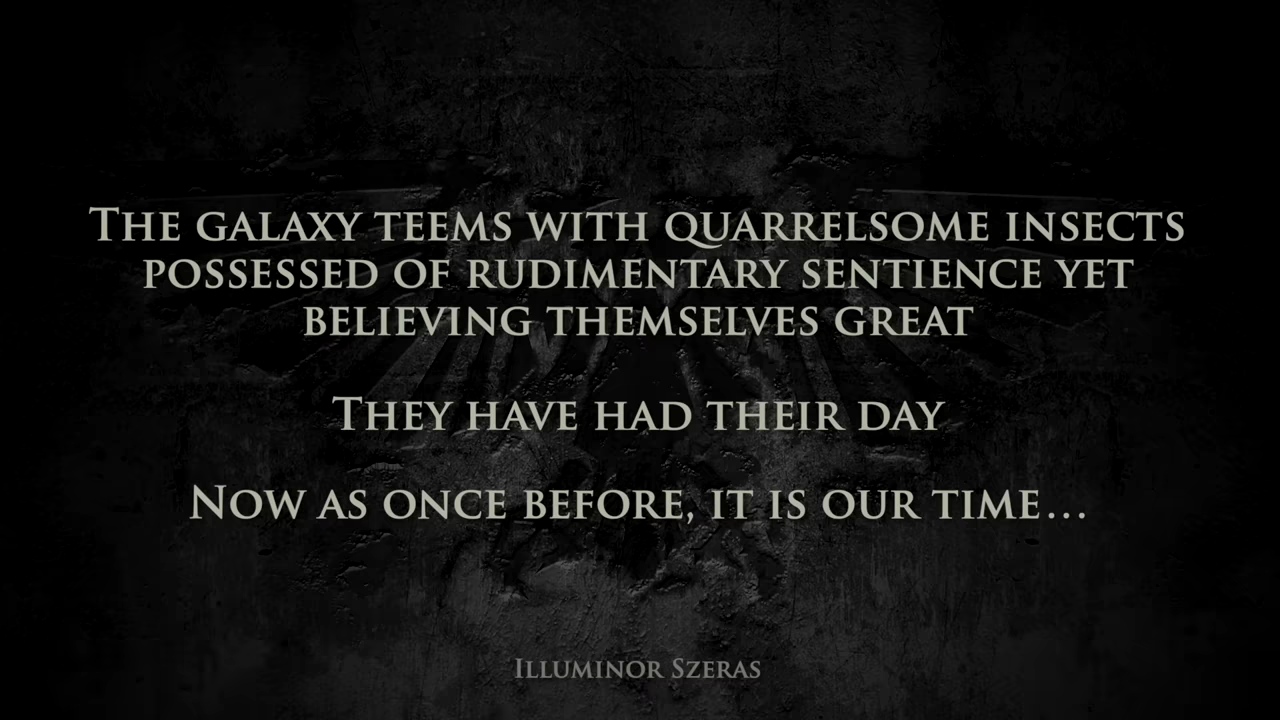 The galaxy teems with quarrelsome insects
possessed of rudimentary sentience yet
believing themselves great
They have had their day
Now as once before, it is our time...
Illuminor Szeras